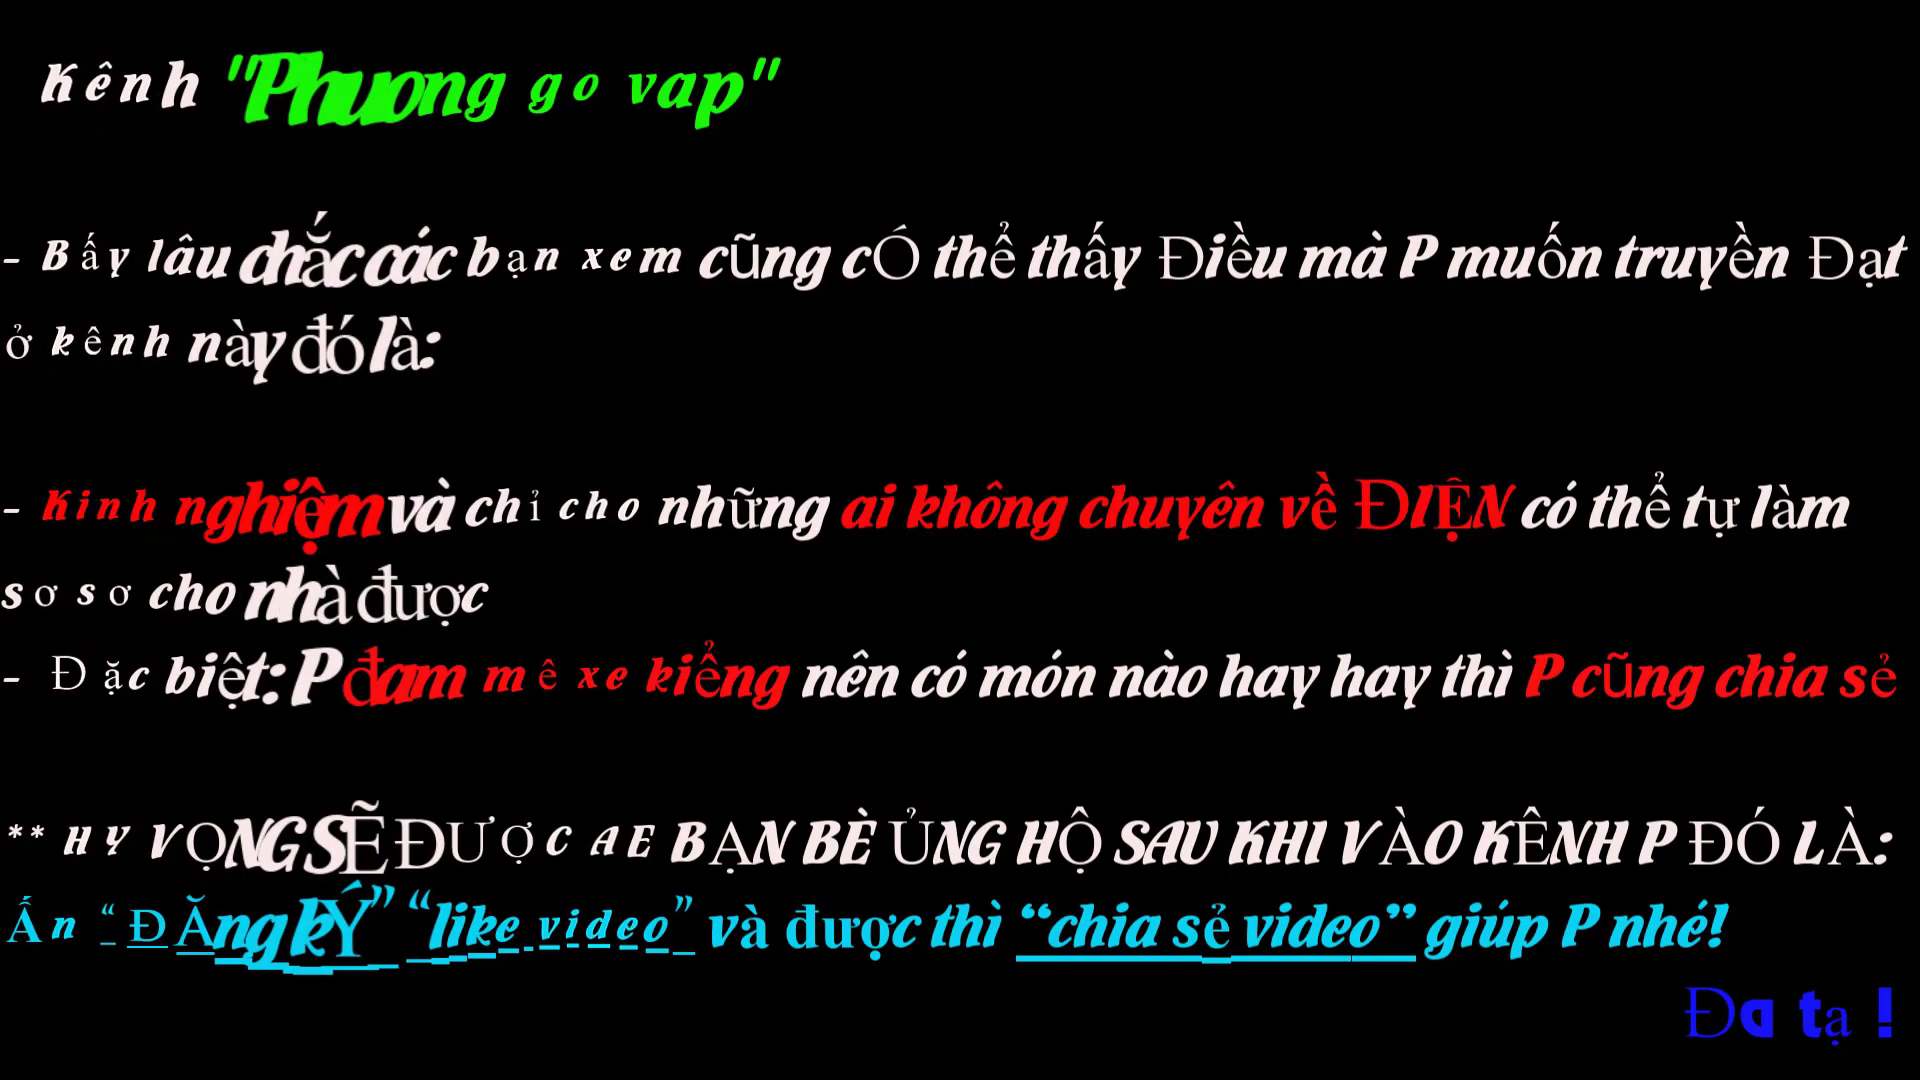 Kênh "Phuong go vap"
- Bấy lâu chắc các bạn xem cũng cÓ thể thấy Điều mà P muốn truyền Đạt
ở kênh này đó là:
- Kinh nghiệm và chỉ cho những ai không chuyên về ĐIỆN có thể tự làm
sơ sơ cho nhà được
- Đặc biệt: P đam mê xe kiểng nên có món nào hay hay thì P cũng chia sẻ
** HY VỌNG SẼ ĐƯỢC AE BẠN BÈ ỦNG HỘ SAU KHI VÀO KÊNH P ĐÓ LÀ:
Ấn “ĐĂng kÝ” “like video” và được thì “chia sẻ video” giúp P nhé!
Đa tạ !